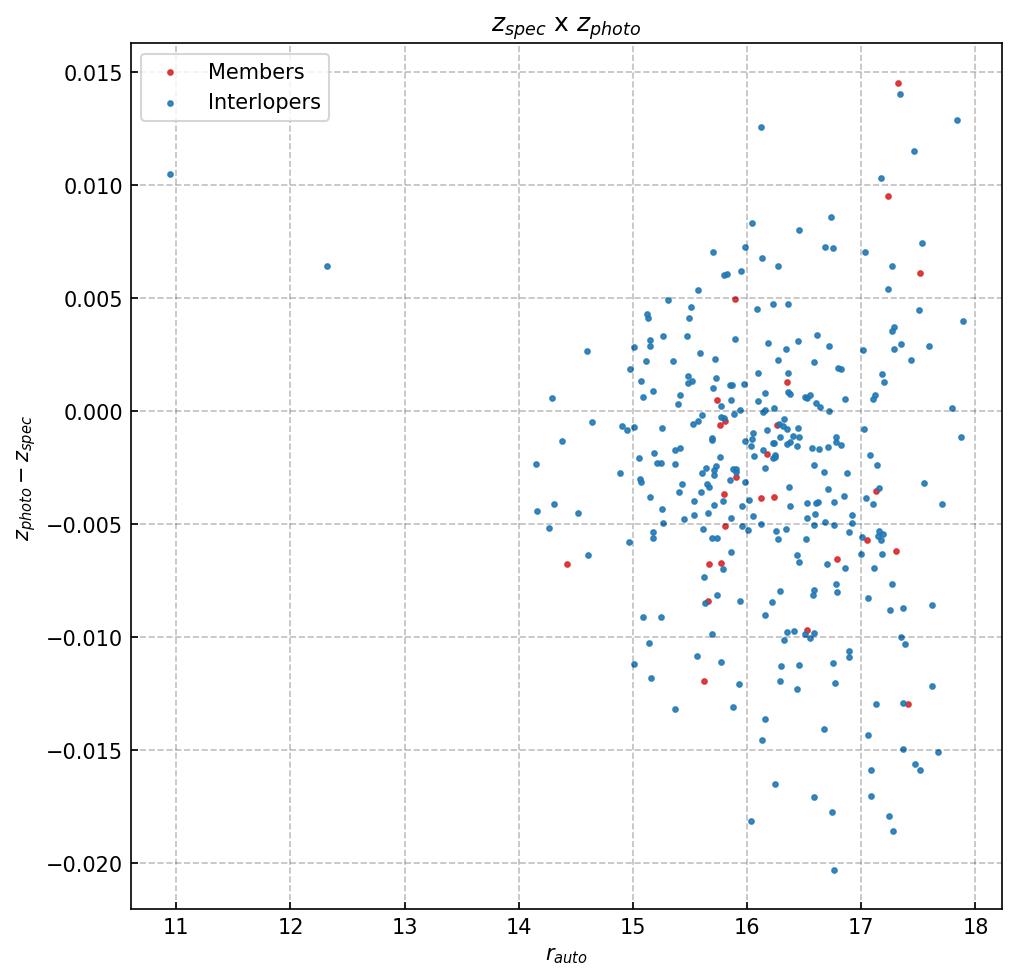 z_spec x z_photo
Members
Interlopers
0.015
0.010
0.005
0.000
−0.005
−0.010
−0.015
−0.020
z_photo − z_spec
11 12 13 14 15 16 17 18
r_auto